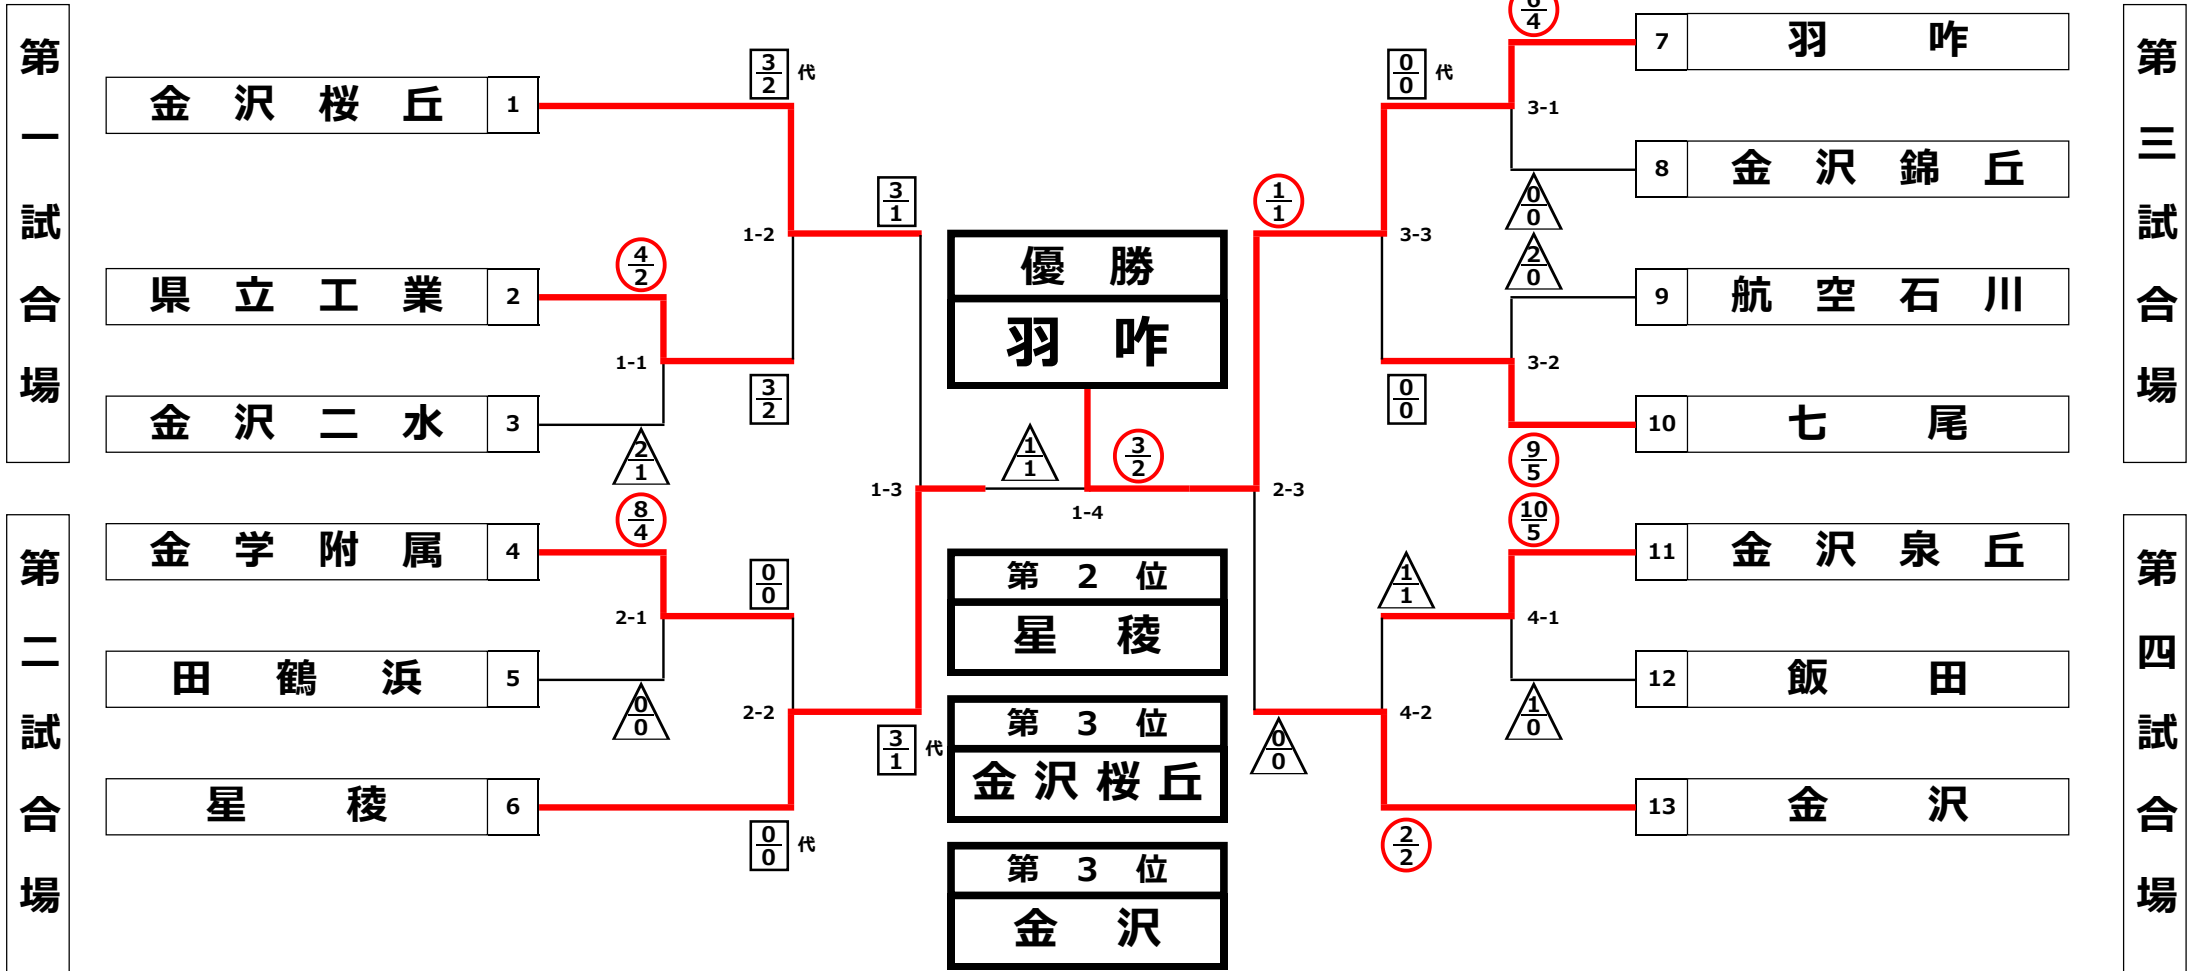 第一試合場
第二試合場
金沢桜丘 1
県立工業 2
金沢二水 3
金学附属 4
田鶴浜 5
星稜 6
3/2 代
1-2
4/2
1-1
3/2
2/1
3/1
1-3
8/4
2-1
0/0
0/0
2-2
0/0 代
3/1 代
優勝
羽咋
1/1
3/2
1-4
第2位
星稜
第3位
金沢桜丘
第3位
金沢
1/1
2-3
0/0
0/0 代
3-3
0/0
6/4
3-1
0/0
2/0
3-2
9/5
10/5
1/1
4-1
4-2
1/0
2/2
7 羽咋
8 金沢錦丘
9 航空石川
10 七尾
11 金沢泉丘
12 飯田
13 金沢
第三試合場
第四試合場